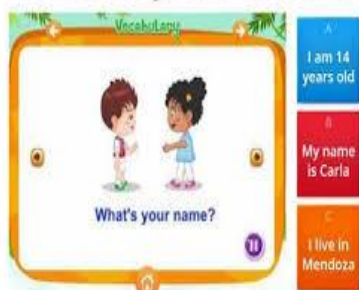 Vocabulary
What's your name?
A
I am 14
years old
B
My name
is Carla
C
I live in
Mendoza